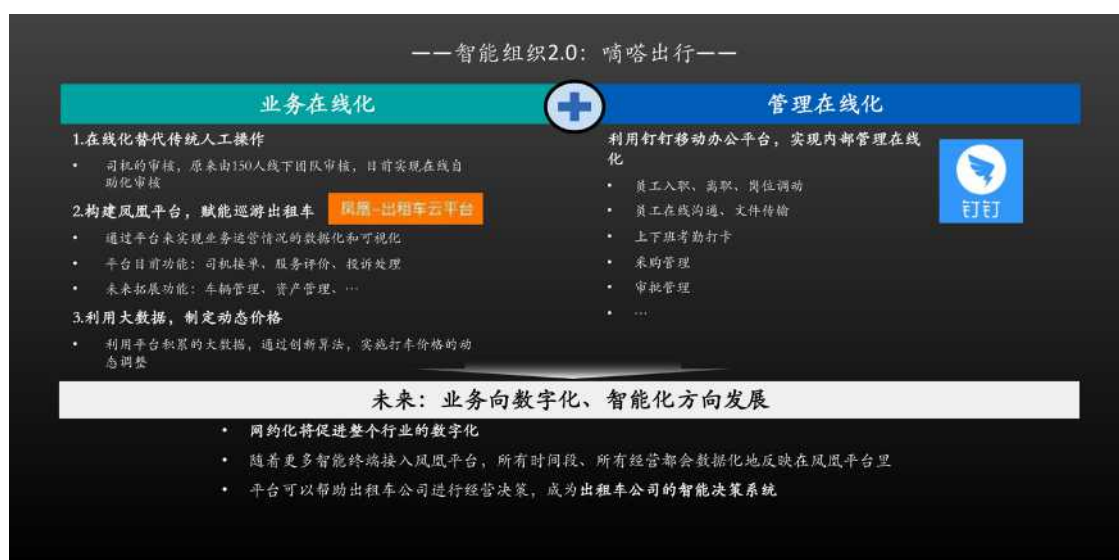 ——智能组织2.0：嘀嗒出行——
业务在线化
管理在线化
1.在线化替代传统人工操作
• 司机的审核，原来由150人线下团队审核，目前实现在线自
助化审核
2.构建凤凰平台，赋能巡游出租车
凤凰-出租车云平台
• 通过平台来实现业务运营情况的数据化和可视化
• 平台目前功能：司机接单、服务评价、投诉处理
• 未来拓展功能：车辆管理、资产管理、…
3.利用大数据，制定动态价格
• 利用平台积累的大数据，通过创新算法，实施打车价格的动
态调整
利用钉钉移动办公平台，实现内部管理在线
化
• 员工入职、离职、岗位调动
• 员工在线沟通、文件传输
• 上下班考勤打卡
• 采购管理
• 审批管理
• …
钉钉
未来：业务向数字化、智能化方向发展
• 网约化将促进整个行业的数字化
• 随着更多智能终端接入凤凰平台，所有时间段、所有经营都会数据化地反映在凤凰平台里
• 平台可以帮助出租车公司进行经营决策，成为出租车公司的智能决策系统